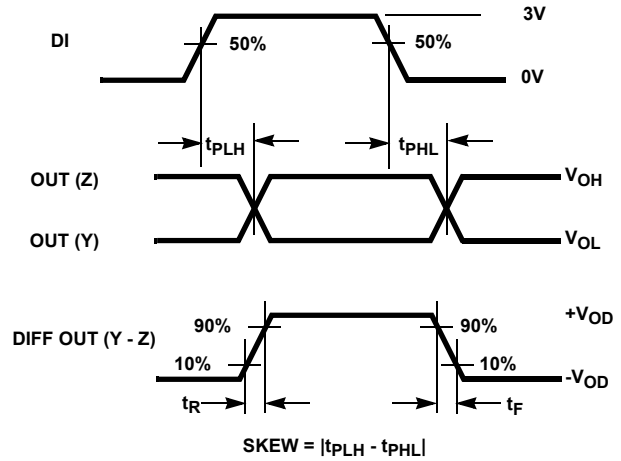 3V
DI
50%
50%
0V
tPLH
tPHL
OUT (Z)
VOH
OUT (Y)
VOL
+VOD
90%
90%
DIFF OUT (Y - Z)
10%
10%
-VOD
tR
tF
SKEW = |tPLH - tPHL|